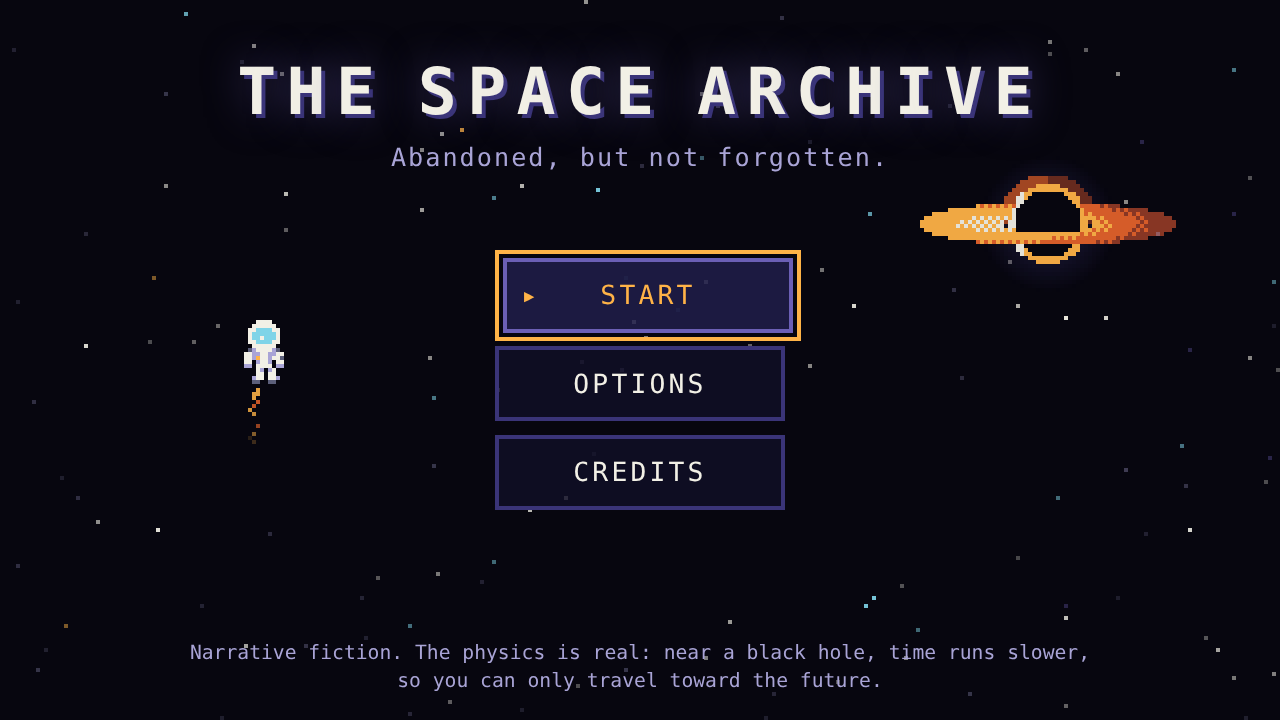 THE SPACE ARCHIVE
Abandoned, but not forgotten.
▶ START
OPTIONS
CREDITS
Narrative fiction. The physics is real: near a black hole, time runs slower,
so you can only travel toward the future.